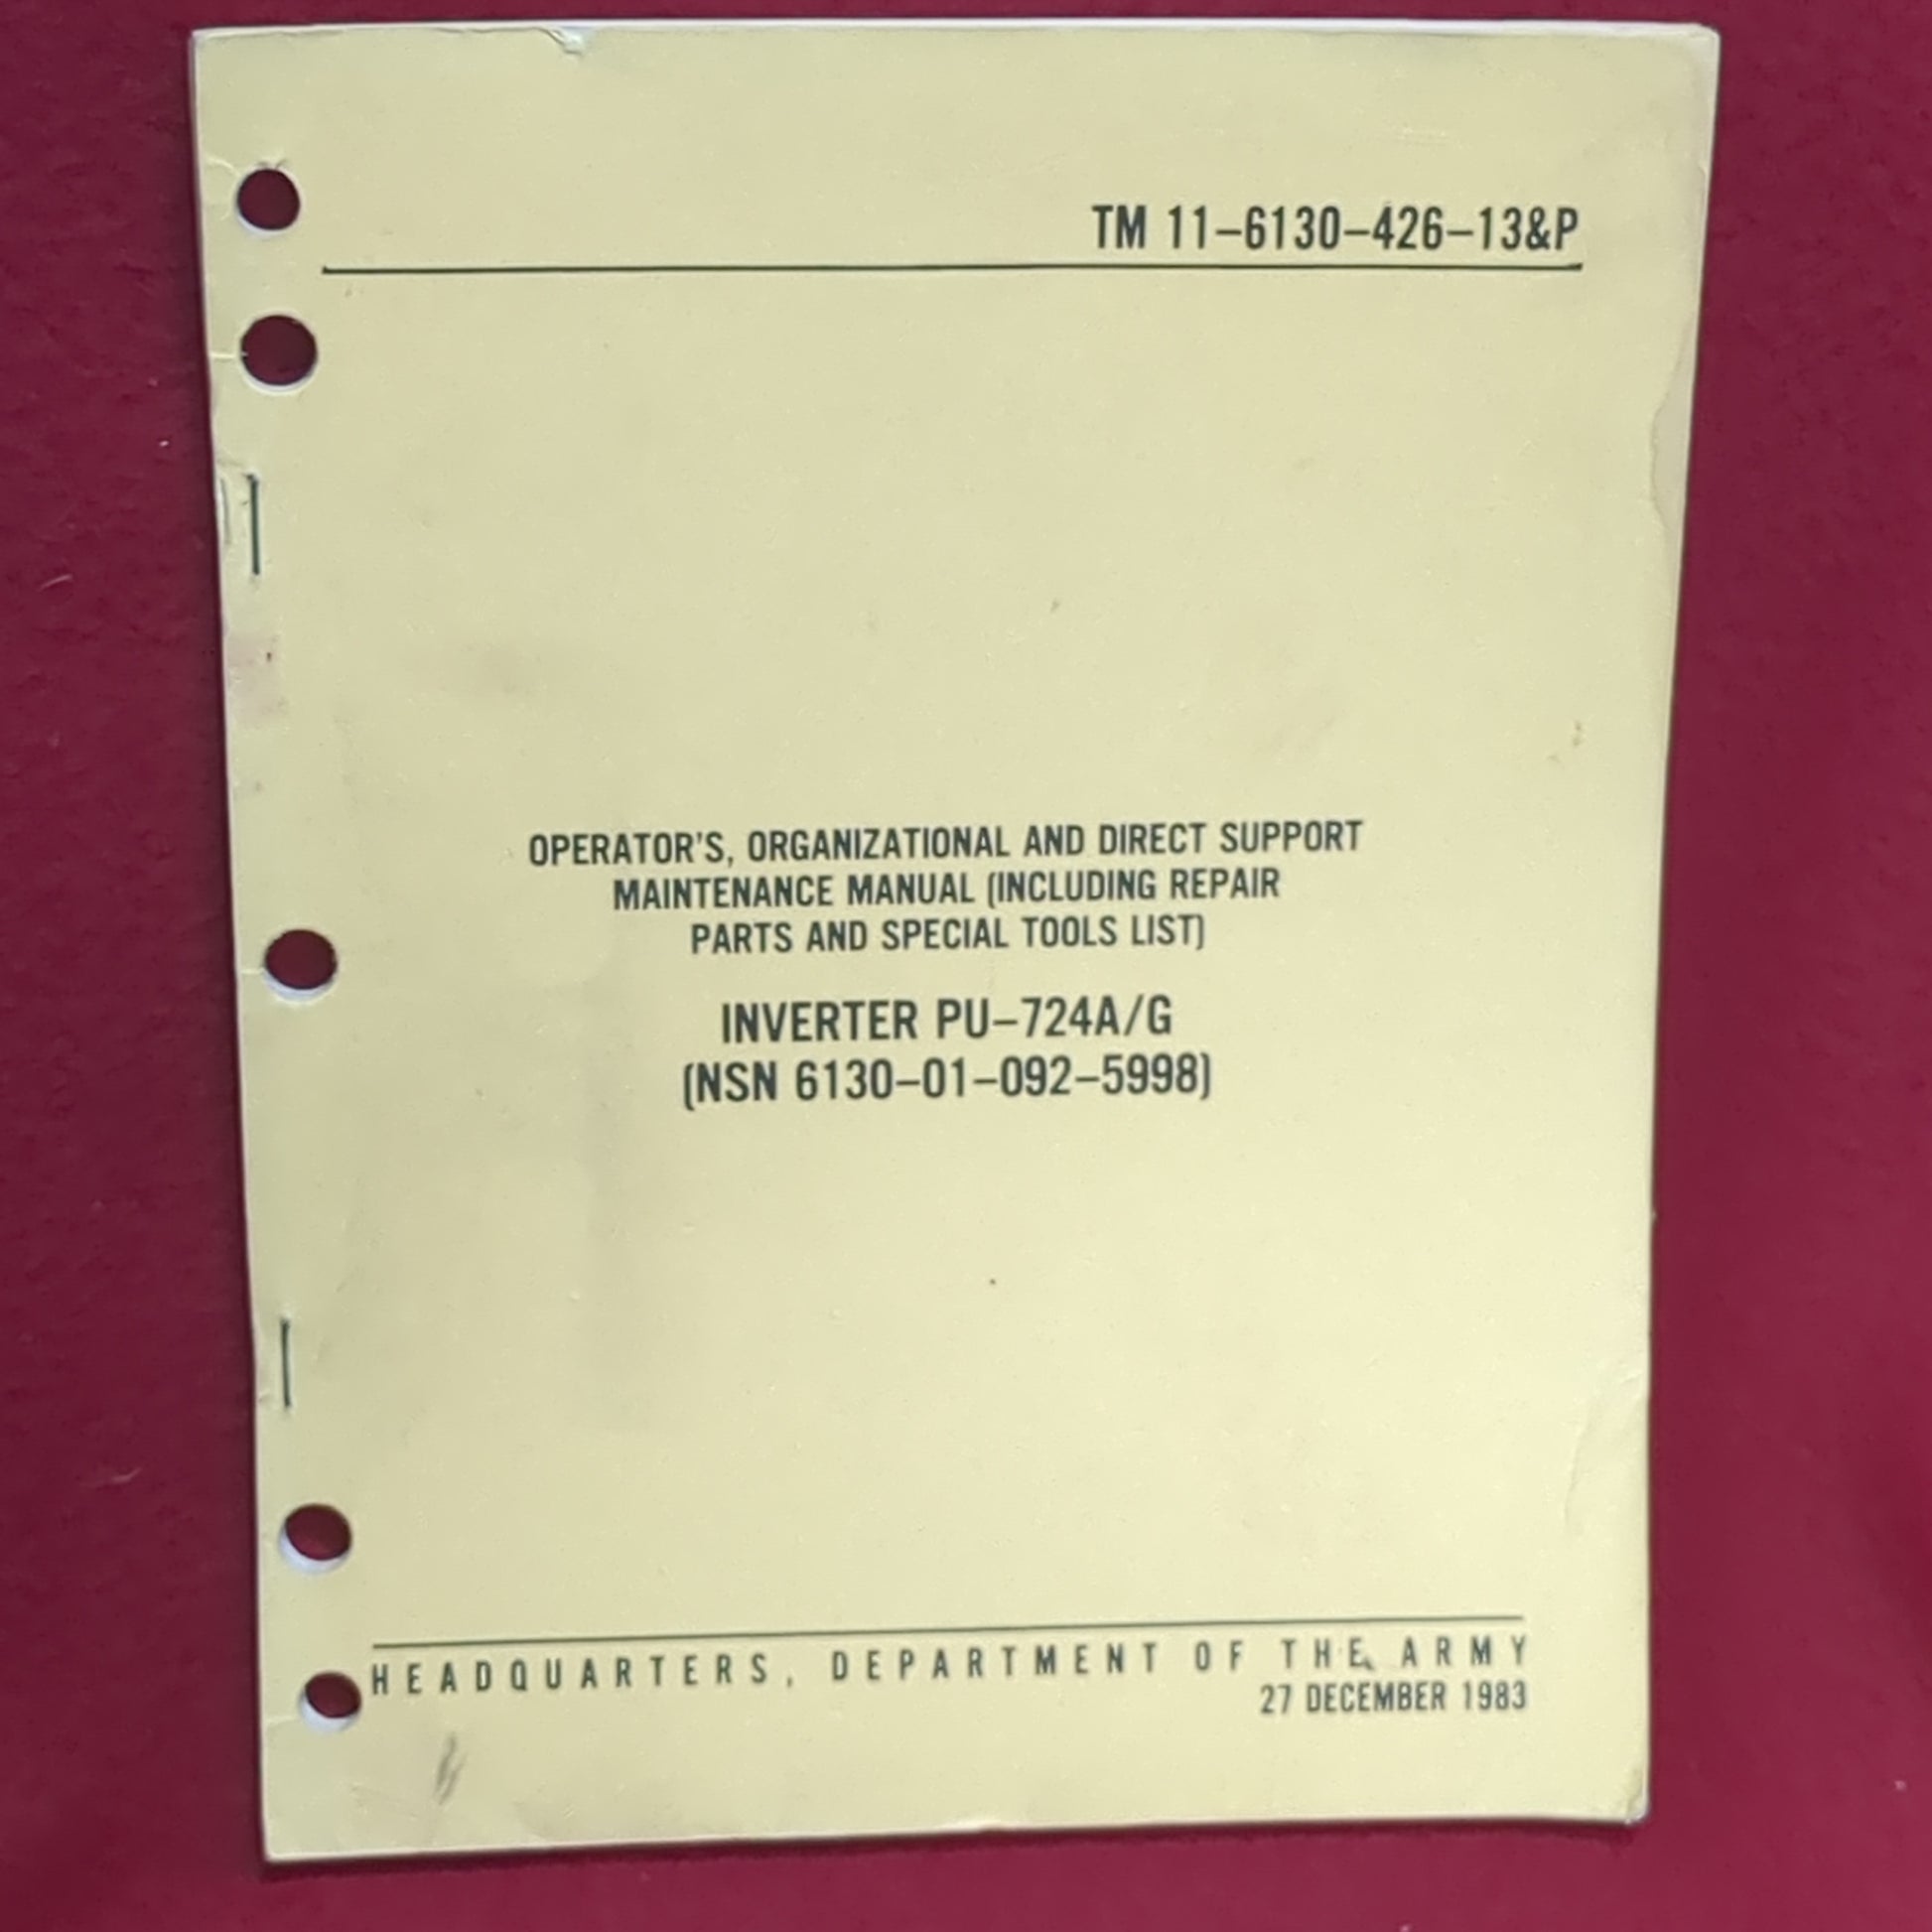 TM 11-6130-426-13&P
OPERATOR'S, ORGANIZATIONAL AND DIRECT SUPPORT
MAINTENANCE MANUAL (INCLUDING REPAIR
PARTS AND SPECIAL TOOLS LIST)
INVERTER PU-724A/G
(NSN 6130-01-092-5998)
HEADQUARTERS, DEPARTMENT OF THE ARMY
27 DECEMBER 1983